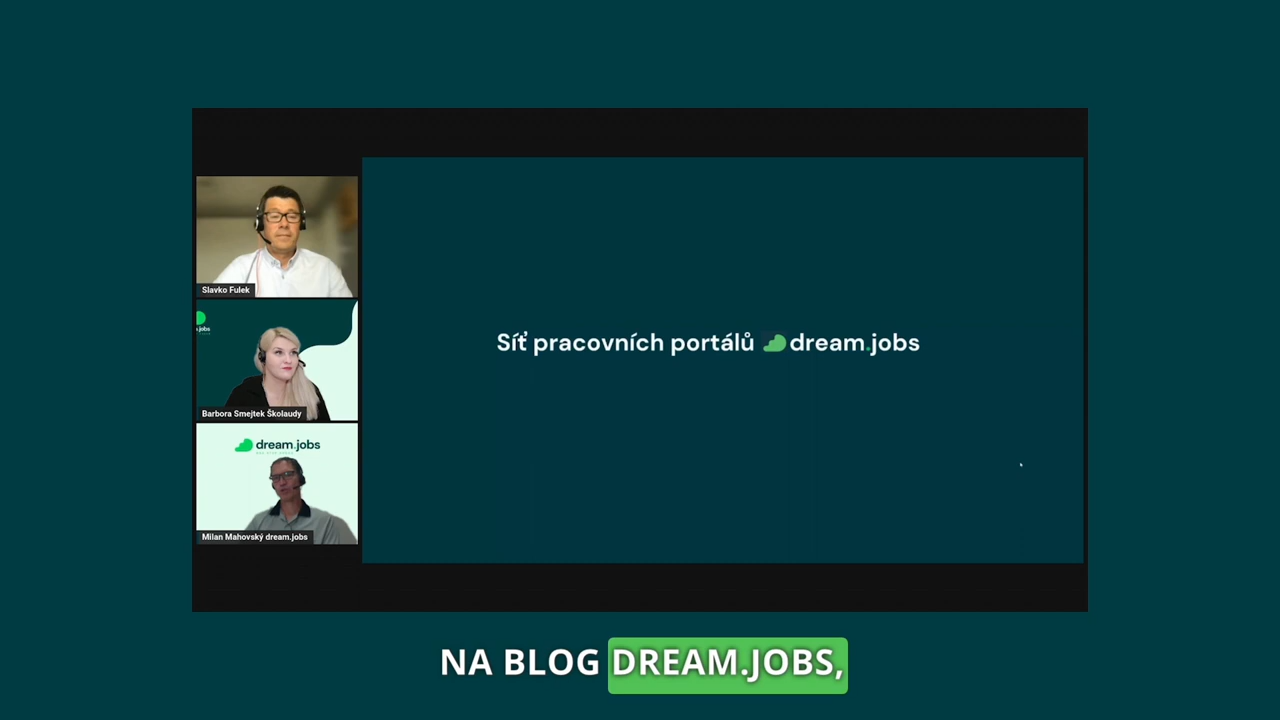 Slavko Fulek
.jobs
Barbora Smejtek Školaudy
dream.jobs
Milan Mahovský dream.jobs
Síť pracovních portálů dream.jobs
NA BLOG DREAM.JOBS,